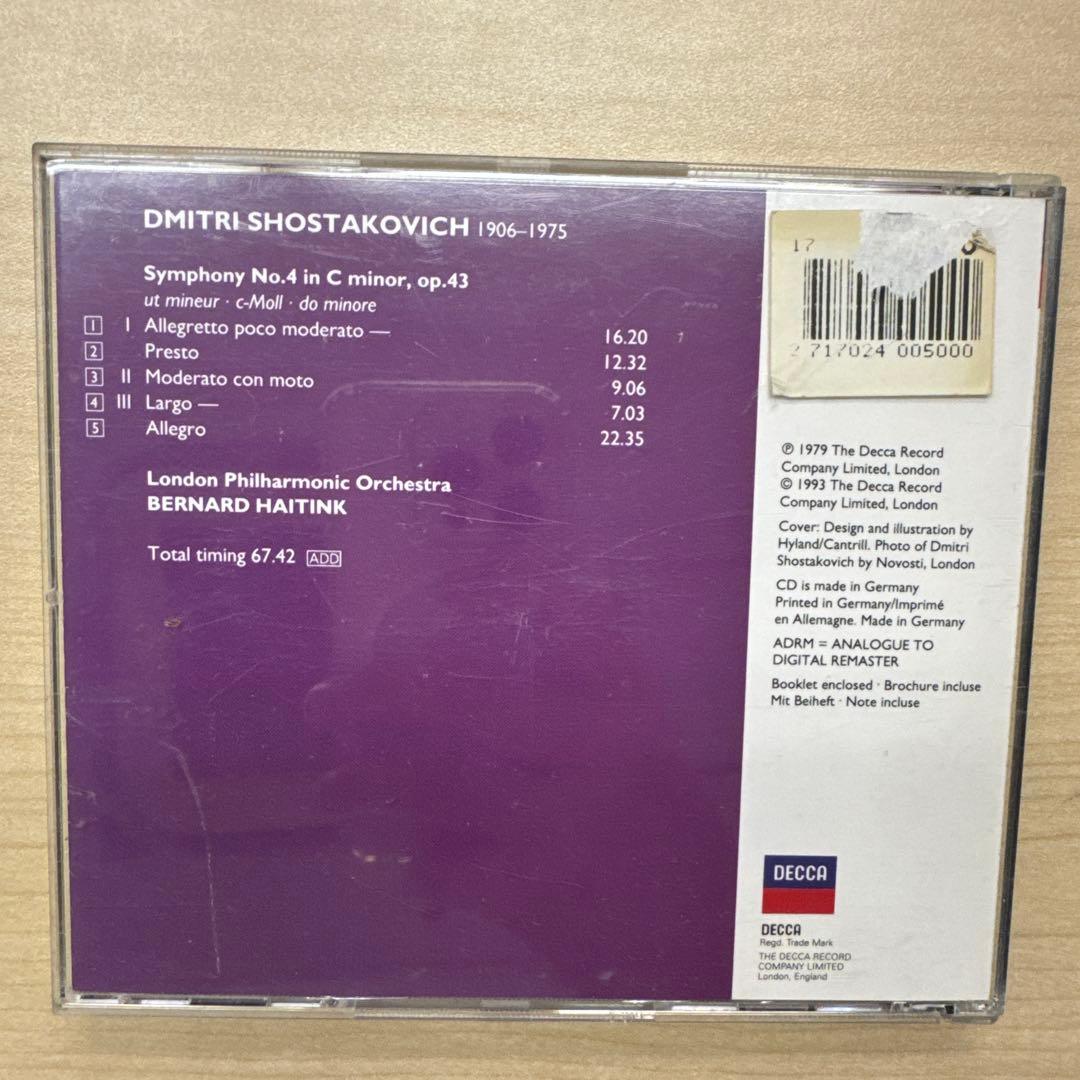 DMITRI SHOSTAKOVICH 1906–1975
Symphony No.4 in C minor, op.43
ut mineur · c-Moll · do minore
1 I Allegretto poco moderato — 16.20
2 Presto 12.32
3 II Moderato con moto 9.06
4 III Largo — 7.03
5 Allegro 22.35
London Philharmonic Orchestra
BERNARD HAITINK
Total timing 67.42 ADD
17
2 717024 005000
℗ 1979 The Decca Record
Company Limited, London
© 1993 The Decca Record
Company Limited, London
Cover: Design and illustration by
Hyland/Cantrill. Photo of Dmitri
Shostakovich by Novosti, London
CD is made in Germany
Printed in Germany/Imprimé
en Allemagne. Made in Germany
ADRM = ANALOGUE TO
DIGITAL REMASTER
Booklet enclosed · Brochure incluse
Mit Beiheft · Note incluse
DECCA
DECCA
Regd. Trade Mark
THE DECCA RECORD
COMPANY LIMITED
London, England